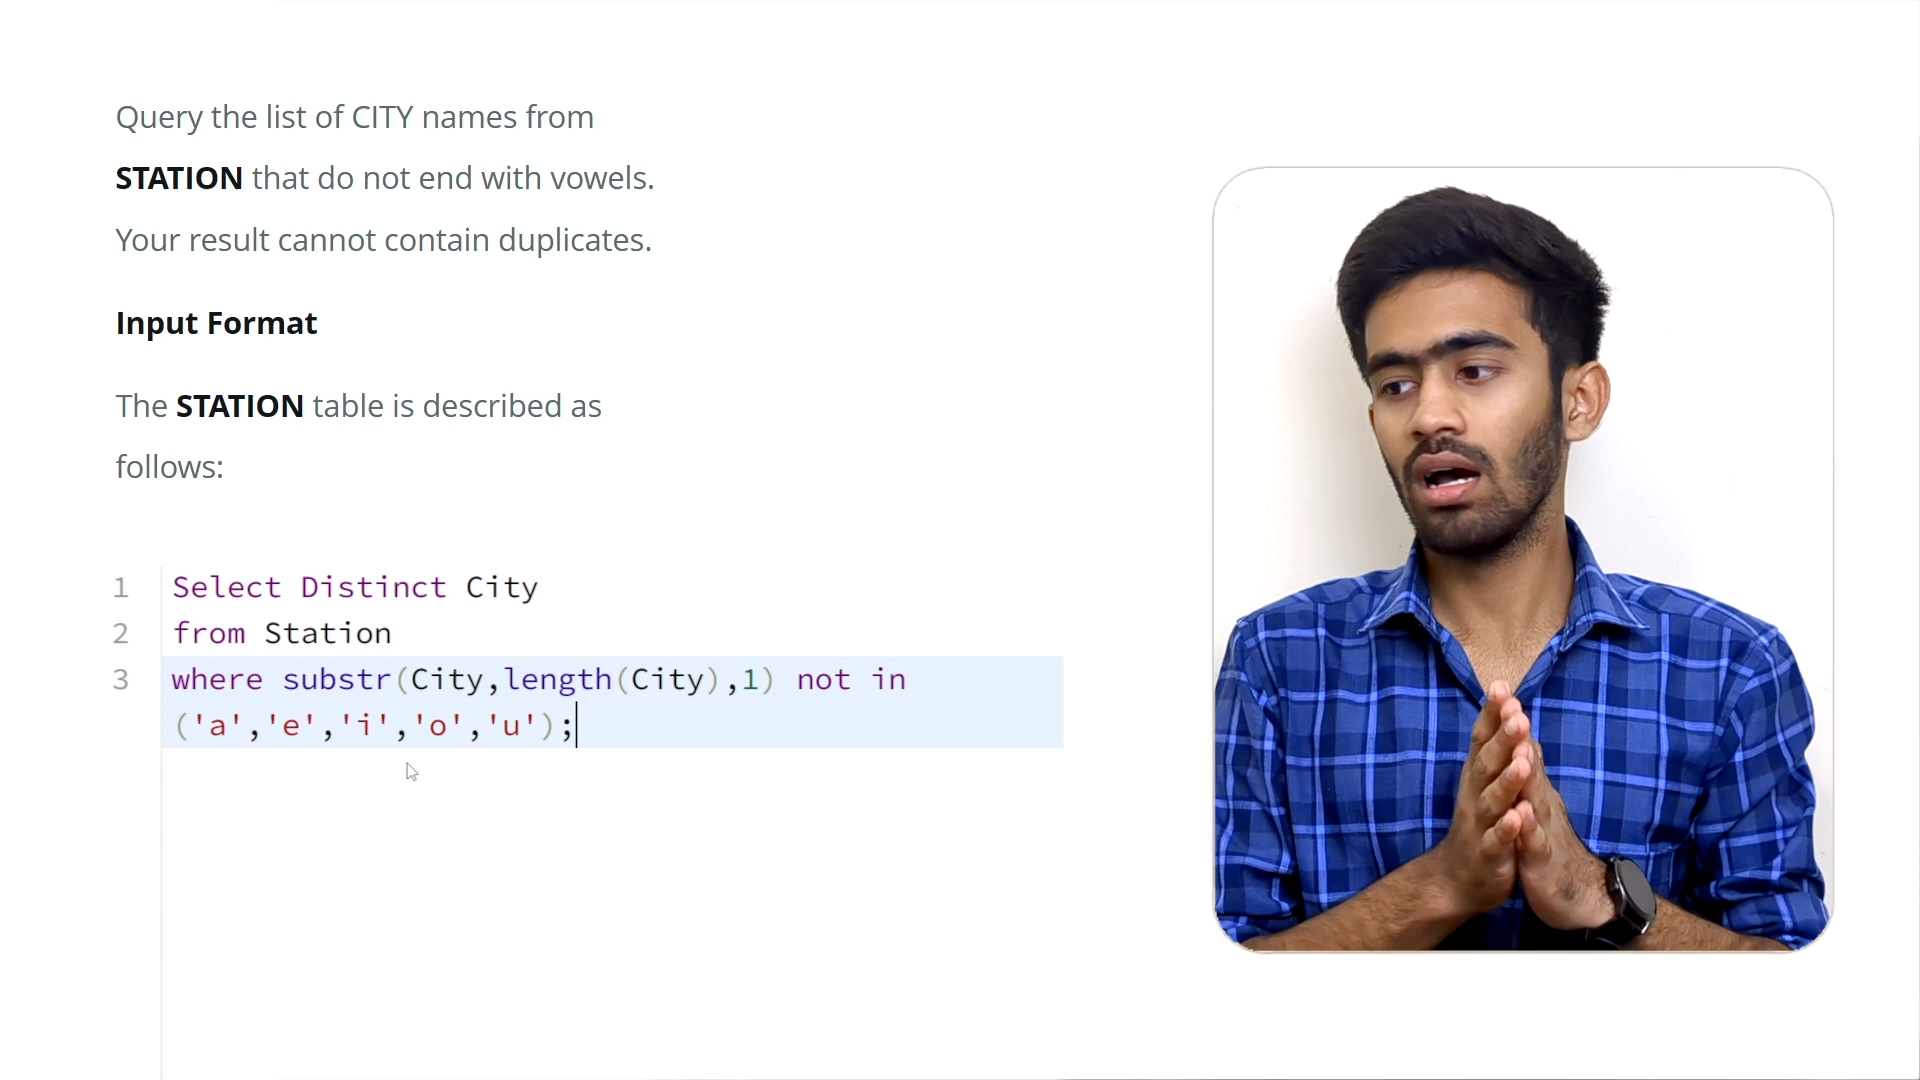 Query the list of CITY names from
STATION that do not end with vowels.
Your result cannot contain duplicates.
Input Format
The STATION table is described as
follows:
1 Select Distinct City
2 from Station
3 where substr(City,length(City),1) not in
('a','e','i','o','u');